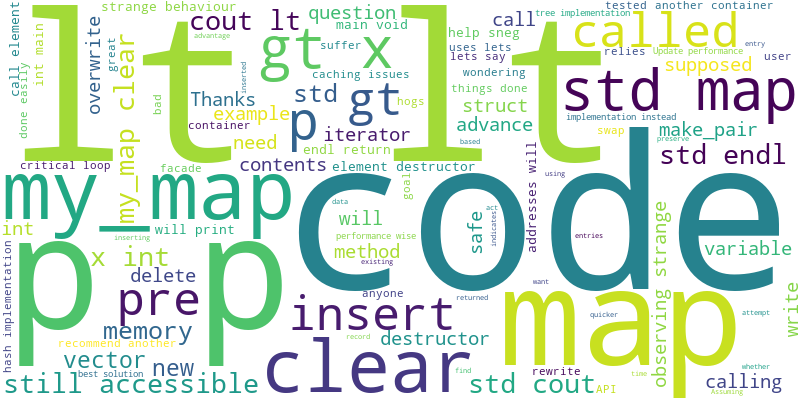 strange behaviour
question
main void
call
tree implementation
tested another container
cout lt
advantage
help sneg
called
call element
int main
done easily
lt
great
overwrite
my_map clear
gt
x
lt
suffer
uses lets
lets say
relies
Update performance
entry
user
bad
Thanks
inserted
caching issues
wondering
supposed
std
gt
hogs
things done
std map
example
p
struct
implementation instead
container
iterator
advance
swap
make_pair
need
endl return
based
preserve
critical loop
facade
contents
element destructor
std endl
my_map
code
using
goal
data
act
indicates
safe
addresses will
int
will print
will
performance wise
entries
variable
inserting
method
hash implementation
p
p
x int
existing
observing strange
delete
anyone
returned
want
write
pre
insert
map
memory
record
quicker
attempt
recommend another
destructor
vector
new
clear
best solution
find
rewrite
time
whether
still accessible
std cout
API
calling
Assuming